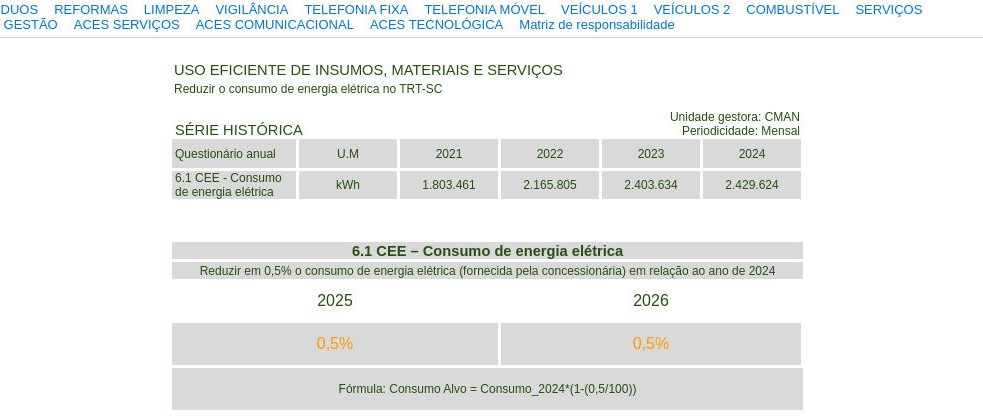 DUOS REFORMAS LIMPEZA VIGILÂNCIA TELEFONIA FIXA TELEFONIA MÓVEL VEÍCULOS 1 VEÍCULOS 2 COMBUSTÍVEL SERVIÇOS
GESTÃO ACES SERVIÇOS ACES COMUNICACIONAL ACES TECNOLÓGICA Matriz de responsabilidade
USO EFICIENTE DE INSUMOS, MATERIAIS E SERVIÇOS
Reduzir o consumo de energia elétrica no TRT-SC
Unidade gestora: CMAN
SÉRIE HISTÓRICA Periodicidade: Mensal
Questionário anual U.M 2021 2022 2023 2024
6.1 CEE - Consumo
de energia elétrica kWh 1.803.461 2.165.805 2.403.634 2.429.624
6.1 CEE – Consumo de energia elétrica
Reduzir em 0,5% o consumo de energia elétrica (fornecida pela concessionária) em relação ao ano de 2024
2025 2026
0,5% 0,5%
Fórmula: Consumo Alvo = Consumo_2024*(1-(0,5/100))